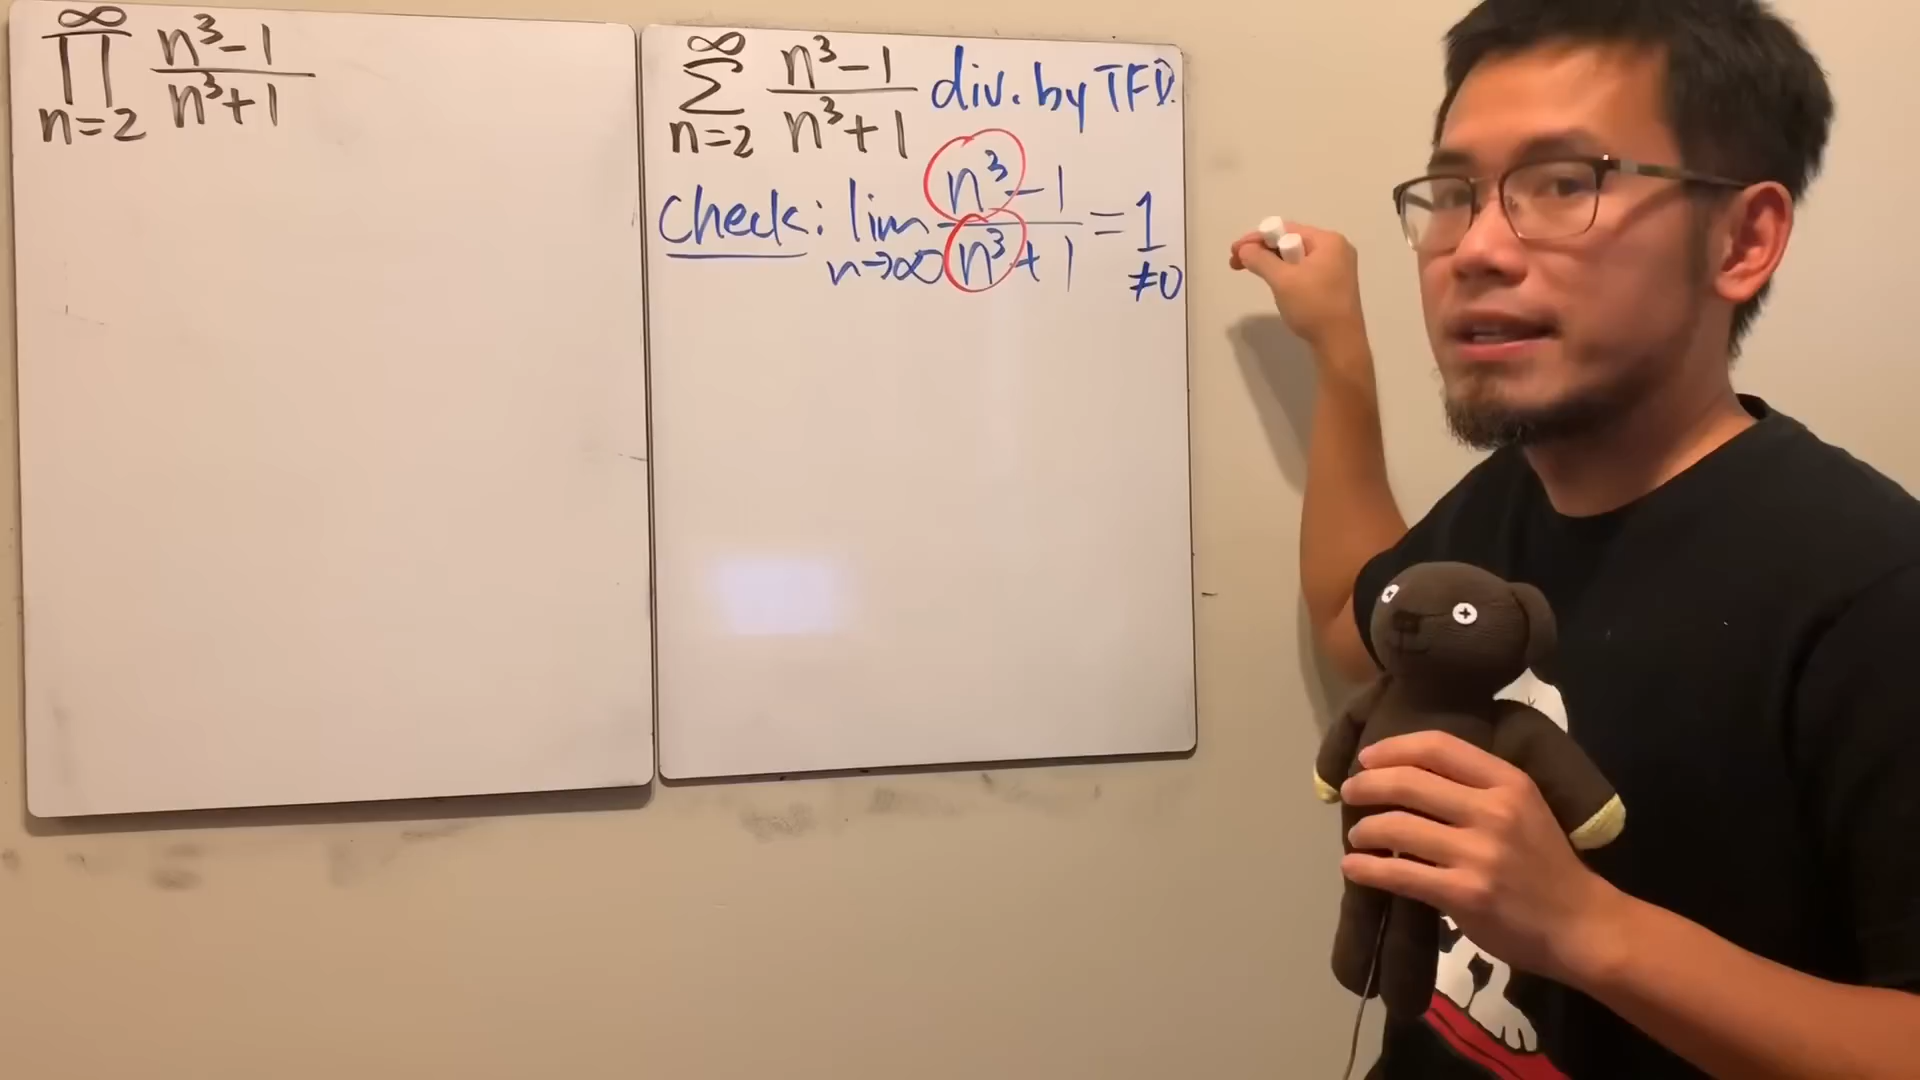 ∞
∏ n³-1
n=2 n³+1
∞
∑ n³-1 div. by TFD.
n=2 n³+1
Check: lim n³-1 = 1
n→∞ n³+1 ≠0